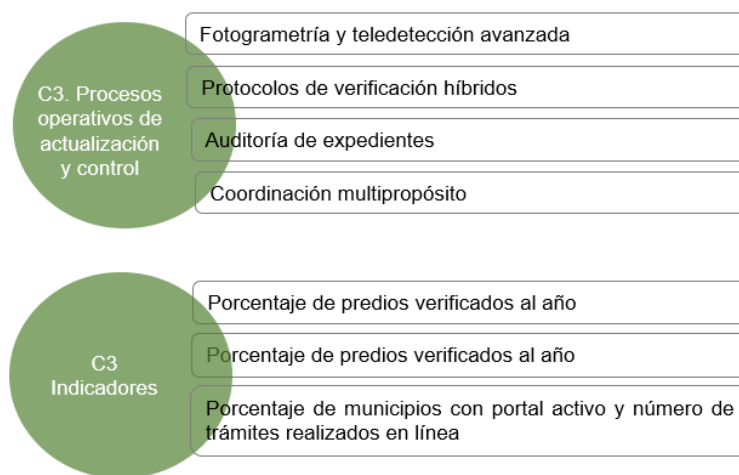 C3. Procesos
operativos de
actualización
y control
Fotogrametría y teledetección avanzada
Protocolos de verificación híbridos
Auditoría de expedientes
Coordinación multipropósito
C3
Indicadores
Porcentaje de predios verificados al año
Porcentaje de predios verificados al año
Porcentaje de municipios con portal activo y número de
trámites realizados en línea